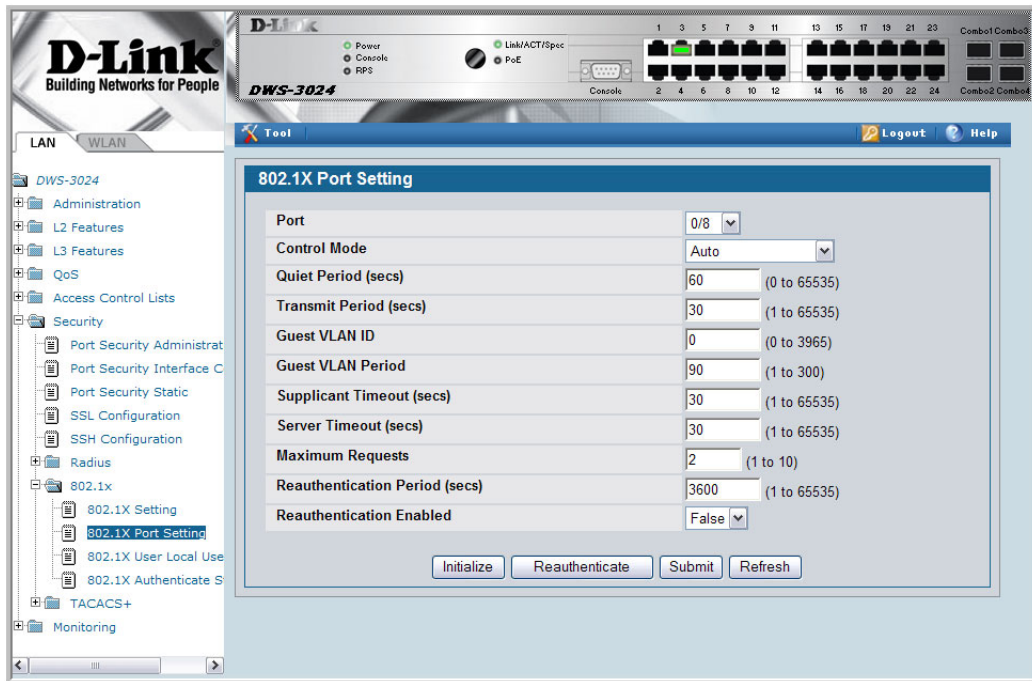 D-Link
Building Networks for People
D-Link
Power
Console
RPS
Link/ACT/Spec
PoE
DWS-3024
Console
1 3 5 7 9 11 13 15 17 19 21 23
2 4 6 8 10 12 14 16 18 20 22 24
Combo1 Combo3
Combo2 Combo4
LAN
WLAN
Tool
Logout
Help
DWS-3024
Administration
L2 Features
L3 Features
QoS
Access Control Lists
Security
Port Security Administrat
Port Security Interface C
Port Security Static
SSL Configuration
SSH Configuration
Radius
802.1x
802.1X Setting
802.1X Port Setting
802.1X User Local Use
802.1X Authenticate S
TACACS+
Monitoring
802.1X Port Setting
Port 0/8
Control Mode Auto
Quiet Period (secs) 60 (0 to 65535)
Transmit Period (secs) 30 (1 to 65535)
Guest VLAN ID 0 (0 to 3965)
Guest VLAN Period 90 (1 to 300)
Supplicant Timeout (secs) 30 (1 to 65535)
Server Timeout (secs) 30 (1 to 65535)
Maximum Requests 2 (1 to 10)
Reauthentication Period (secs) 3600 (1 to 65535)
Reauthentication Enabled False
Initialize Reauthenticate Submit Refresh